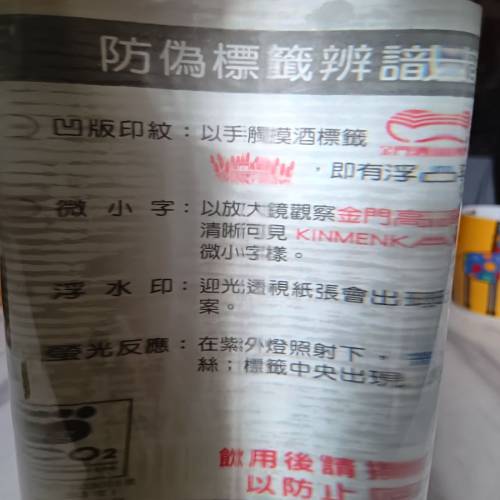 防偽標籤辨識
凹版印紋：以手觸摸酒標籤
，即有浮凸
微小字：以放大鏡觀察金門高
清晰可見 KINMENK
微小字樣。
浮水印：迎光透視紙張會出現
案。
螢光反應：在紫外燈照射下，
絲；標籤中央出現
O2
飲用後請
以防止